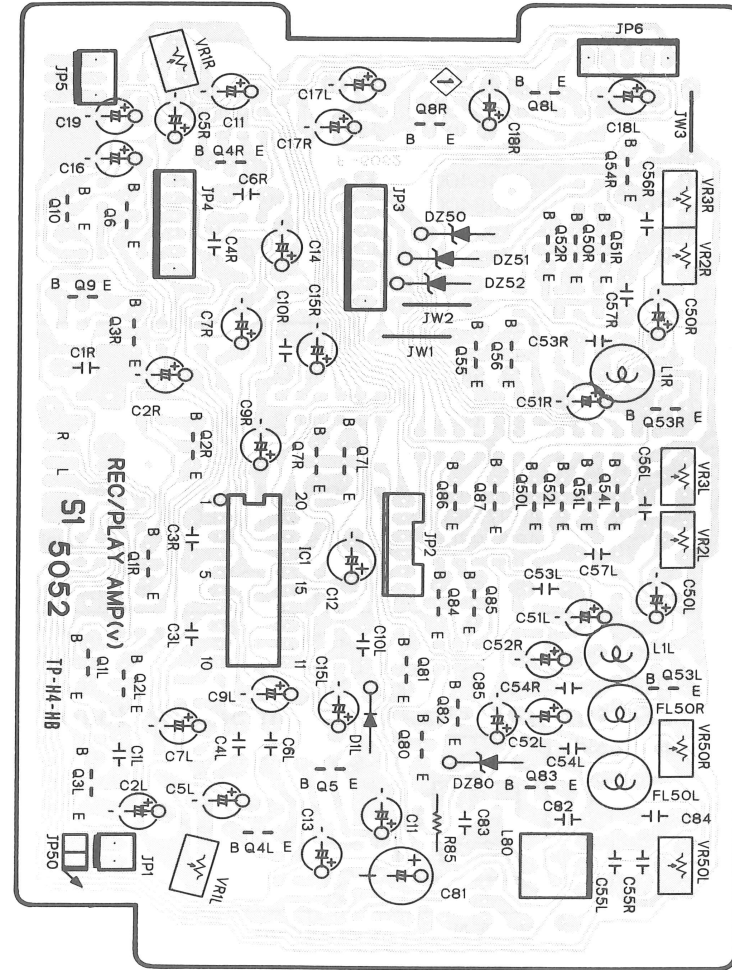 JP6
VR1R
JP5
C17L
1
B E
Q8L
Q8R
B E
C19
C5R
C11
C17R
C18R
C18L
JW3
C16
B Q4R E
C6R
B
Q54R
E
C56R
VR3R
B
Q10
E
B
Q6
E
JP4
C4R
C14
JP3
DZ50
DZ51
DZ52
B
Q52R
E
B
Q50R
E
B
Q51R
E
VR2R
B Q9 E
B
Q3R
E
C7R
C10R
C15R
JW2
JW1
C57R
C50R
C1R
C2R
B
Q55
E
B
Q56
E
C53R
L1R
C51R
B E
Q53R
R
L
B
Q2R
E
C9R
B
Q7R
E
B
Q7L
E
C56L
VR3L
REC/PLAY AMP(v)
S1 5052
TP-H4-HB
1
20
5
15
10
11
IC1
C3R
C12
JP2
B
Q86
E
B
Q87
E
B
Q50L
E
B
Q52L
E
B
Q51L
E
B
Q54L
E
VR2L
B
Q1R
E
C57L
C53L
C50L
C3L
B
Q84
E
B
Q85
E
C51L
B
Q1L
E
B
Q2L
E
C10L
B
Q81
E
C52R
L1L
C9L
C15L
C54R
B Q53L
E
B
Q82
E
C85
C52L
FL50R
VR50R
B
Q3L
E
C1L
C7L
C4L
C6L
D1L
B
Q80
E
C54L
DZ80
B Q83 E
FL50L
C2L
C5L
B Q5 E
C82
C84
JP50
JP1
B Q4L E
C13
C11
R85
C83
L80
VR1L
C81
C55L
C55R
VR50L